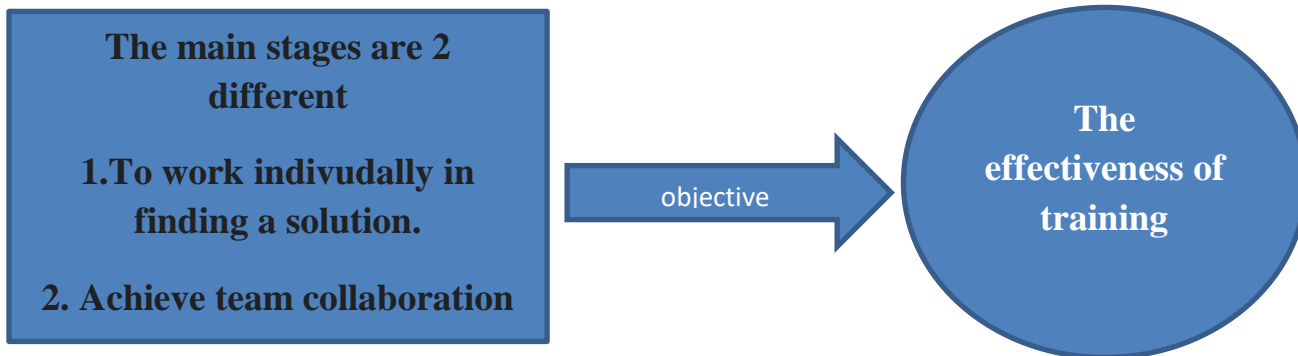 The main stages are 2
different
1.To work indivudally in
finding a solution.
2. Achieve team collaboration
objective
The
effectiveness of
training